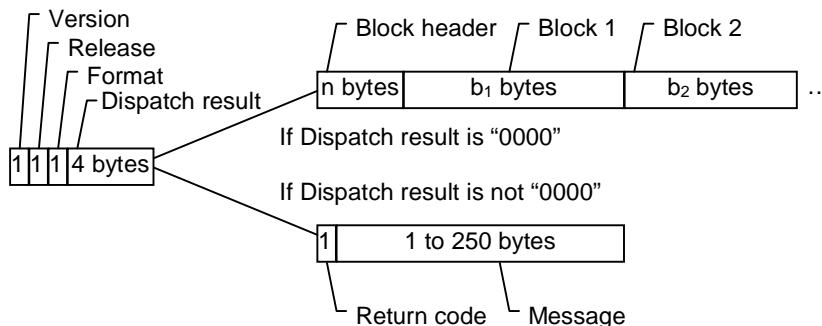 Version
Release
Format
Dispatch result
1 1 1 4 bytes
Block header Block 1 Block 2
n bytes b₁ bytes b₂ bytes ..
If Dispatch result is “0000”
If Dispatch result is not “0000”
1 1 to 250 bytes
Return code Message